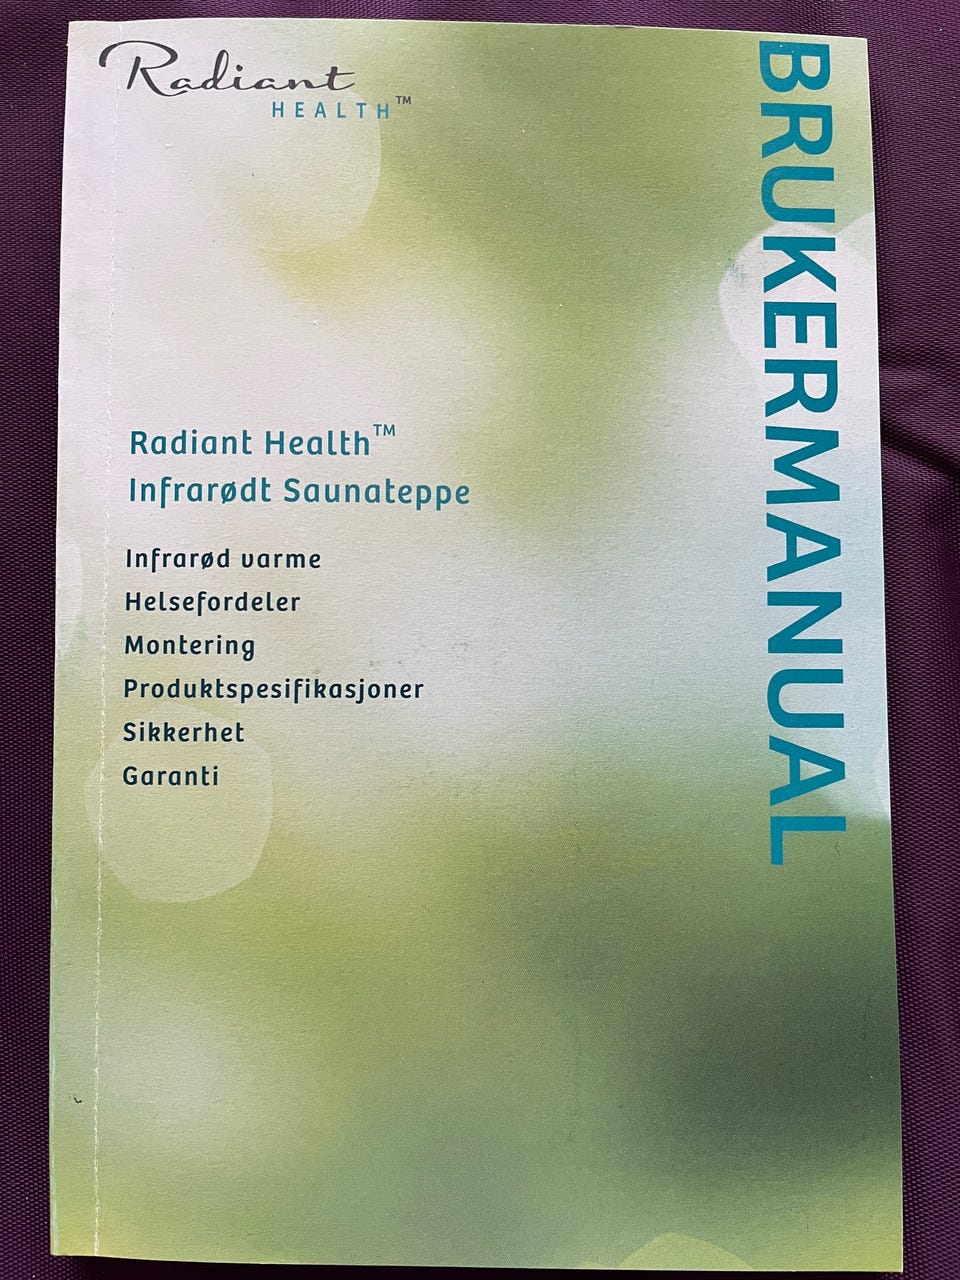 Radiant
HEALTH™
BRUKERMANUAL
Radiant Health™
Infrarødt Saunateppe
Infrarød varme
Helsefordeler
Montering
Produktspesifikasjoner
Sikkerhet
Garanti